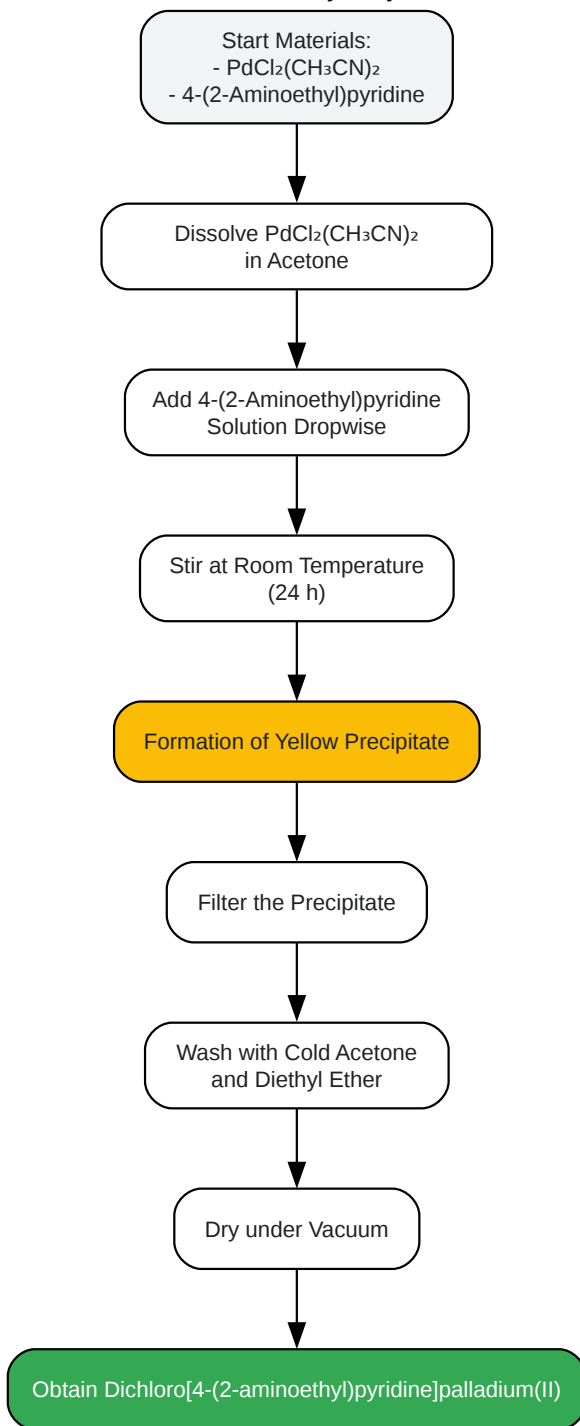 Start Materials:
- PdCl₂(CH₃CN)₂
- 4-(2-Aminoethyl)pyridine
Dissolve PdCl₂(CH₃CN)₂
in Acetone
Add 4-(2-Aminoethyl)pyridine
Solution Dropwise
Stir at Room Temperature
(24 h)
Formation of Yellow Precipitate
Filter the Precipitate
Wash with Cold Acetone
and Diethyl Ether
Dry under Vacuum
Obtain Dichloro[4-(2-aminoethyl)pyridine]palladium(II)